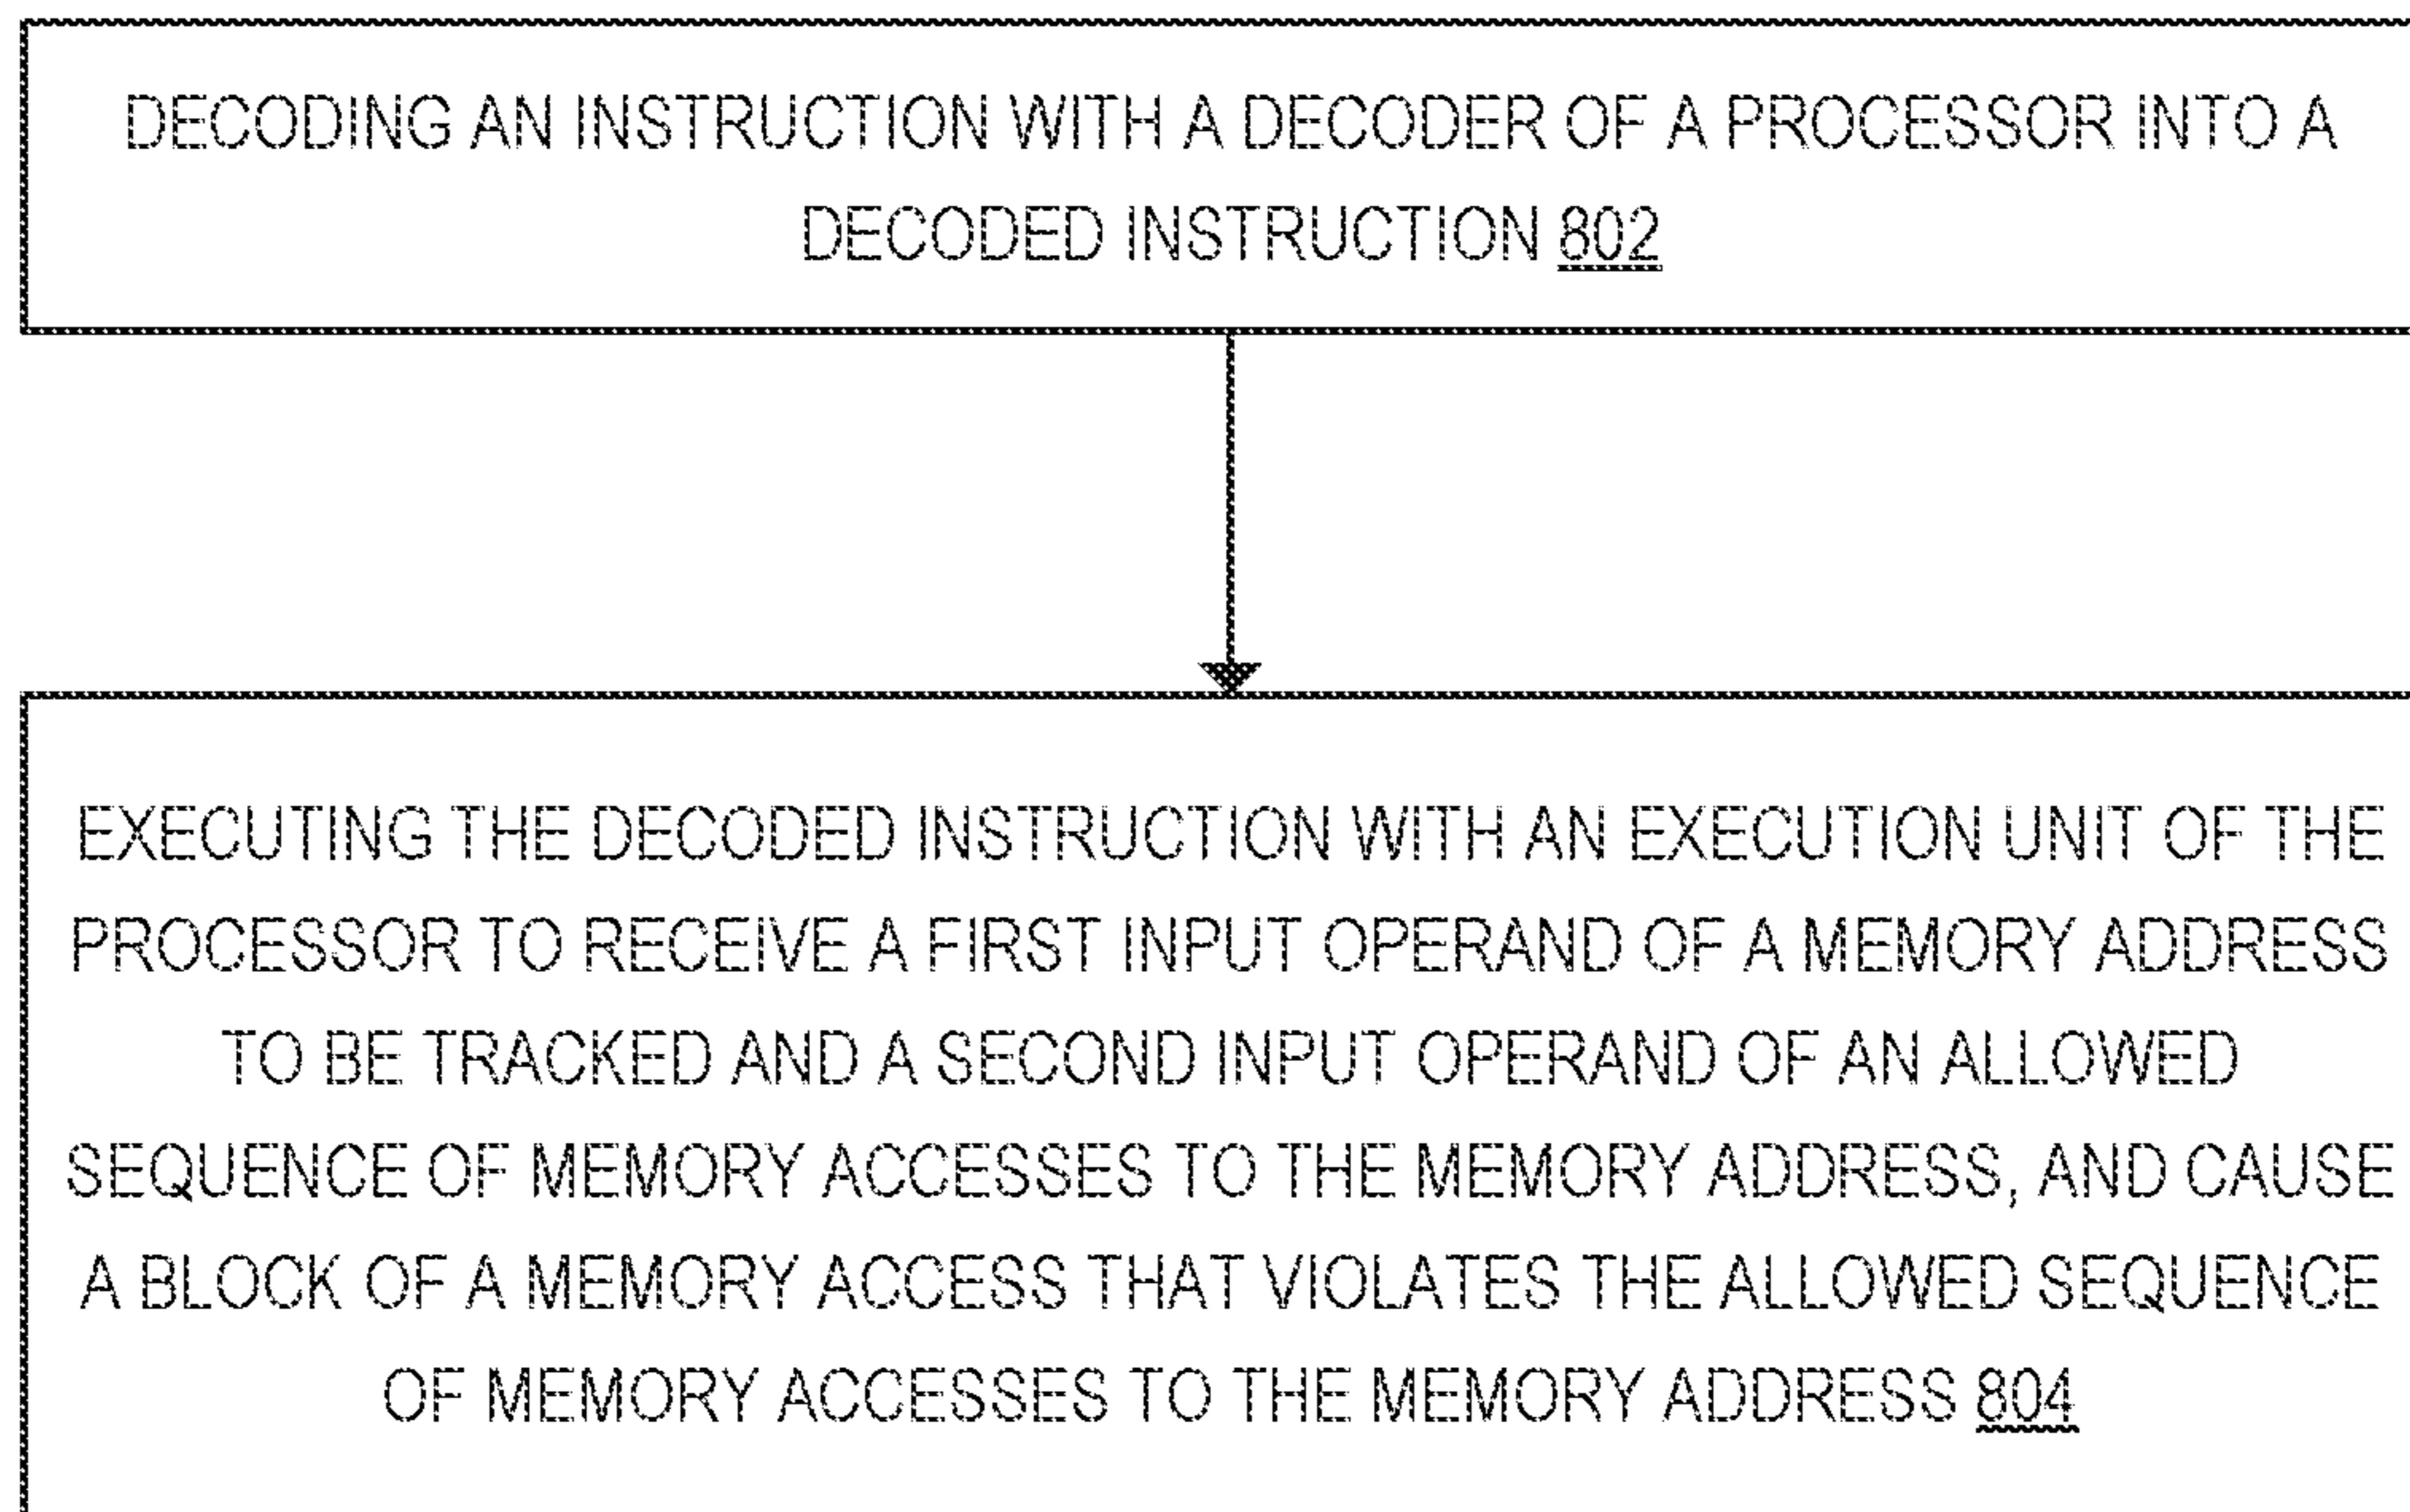 DECODING AN INSTRUCTION WITH A DECODER OF A PROCESSOR INTO A
DECODED INSTRUCTION 802
EXECUTING THE DECODED INSTRUCTION WITH AN EXECUTION UNIT OF THE
PROCESSOR TO RECEIVE A FIRST INPUT OPERAND OF A MEMORY ADDRESS
TO BE TRACKED AND A SECOND INPUT OPERAND OF AN ALLOWED
SEQUENCE OF MEMORY ACCESSES TO THE MEMORY ADDRESS, AND CAUSE
A BLOCK OF A MEMORY ACCESS THAT VIOLATES THE ALLOWED SEQUENCE
OF MEMORY ACCESSES TO THE MEMORY ADDRESS 804